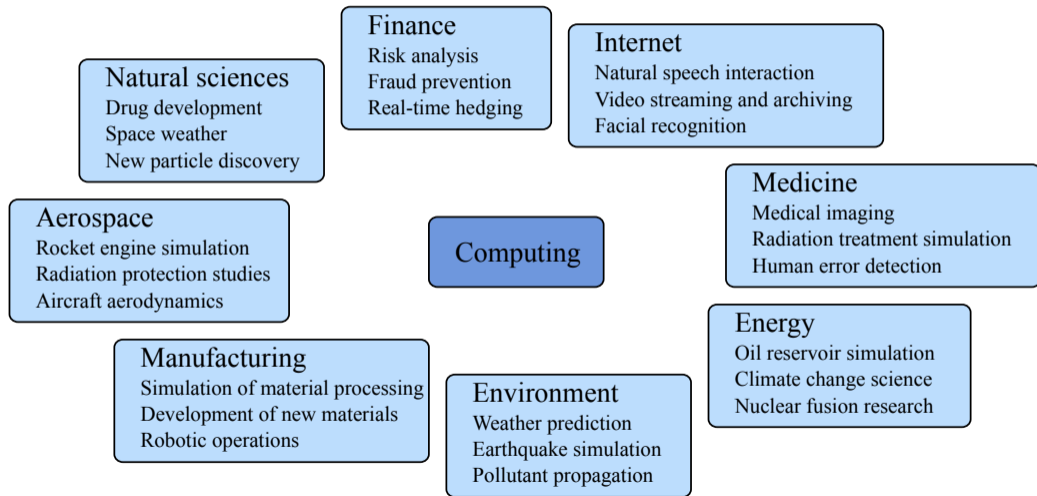 Finance
Risk analysis
Fraud prevention
Real-time hedging
Internet
Natural speech interaction
Video streaming and archiving
Facial recognition
Natural sciences
Drug development
Space weather
New particle discovery
Medicine
Medical imaging
Radiation treatment simulation
Human error detection
Aerospace
Rocket engine simulation
Radiation protection studies
Aircraft aerodynamics
Computing
Energy
Oil reservoir simulation
Climate change science
Nuclear fusion research
Manufacturing
Simulation of material processing
Development of new materials
Robotic operations
Environment
Weather prediction
Earthquake simulation
Pollutant propagation